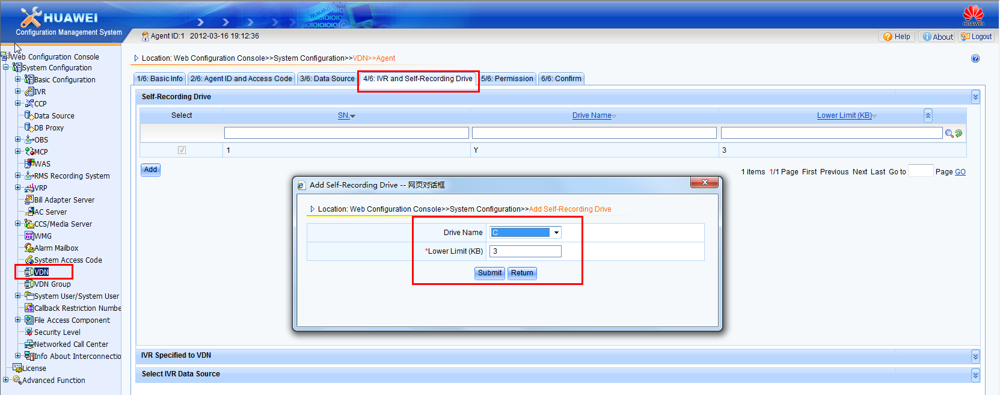 HUAWEI
Configuration Management System
HUAWEI
Agent ID:1 2012-03-16 19:12:36
Help
About
Logout
Web Configuration Console
System Configuration
Basic Configuration
IVR
CCP
Data Source
DB Proxy
OBS
MCP
WAS
RMS Recording System
VRP
Bill Adapter Server
AC Server
CCS/Media Server
WMG
Alarm Mailbox
System Access Code
VDN
VDN Group
System User/System User
Callback Restriction Numbe
File Access Component
Security Level
Networked Call Center
Info About Interconnectio
License
Advanced Function
Location: Web Configuration Console>>System Configuration>>VDN>>Agent
1/6: Basic Info
2/6: Agent ID and Access Code
3/6: Data Source
4/6: IVR and Self-Recording Drive
5/6: Permission
6/6: Confirm
Self-Recording Drive
Select SN. Drive Name Lower Limit (KB)
1 Y 3
Add
1 items 1/1 Page First Previous Next Last Go to Page GO
Add Self-Recording Drive -- 网页对话框
Location: Web Configuration Console>>System Configuration>>Add Self-Recording Drive
Drive Name C
*Lower Limit (KB) 3
Submit Return
IVR Specified to VDN
Select IVR Data Source